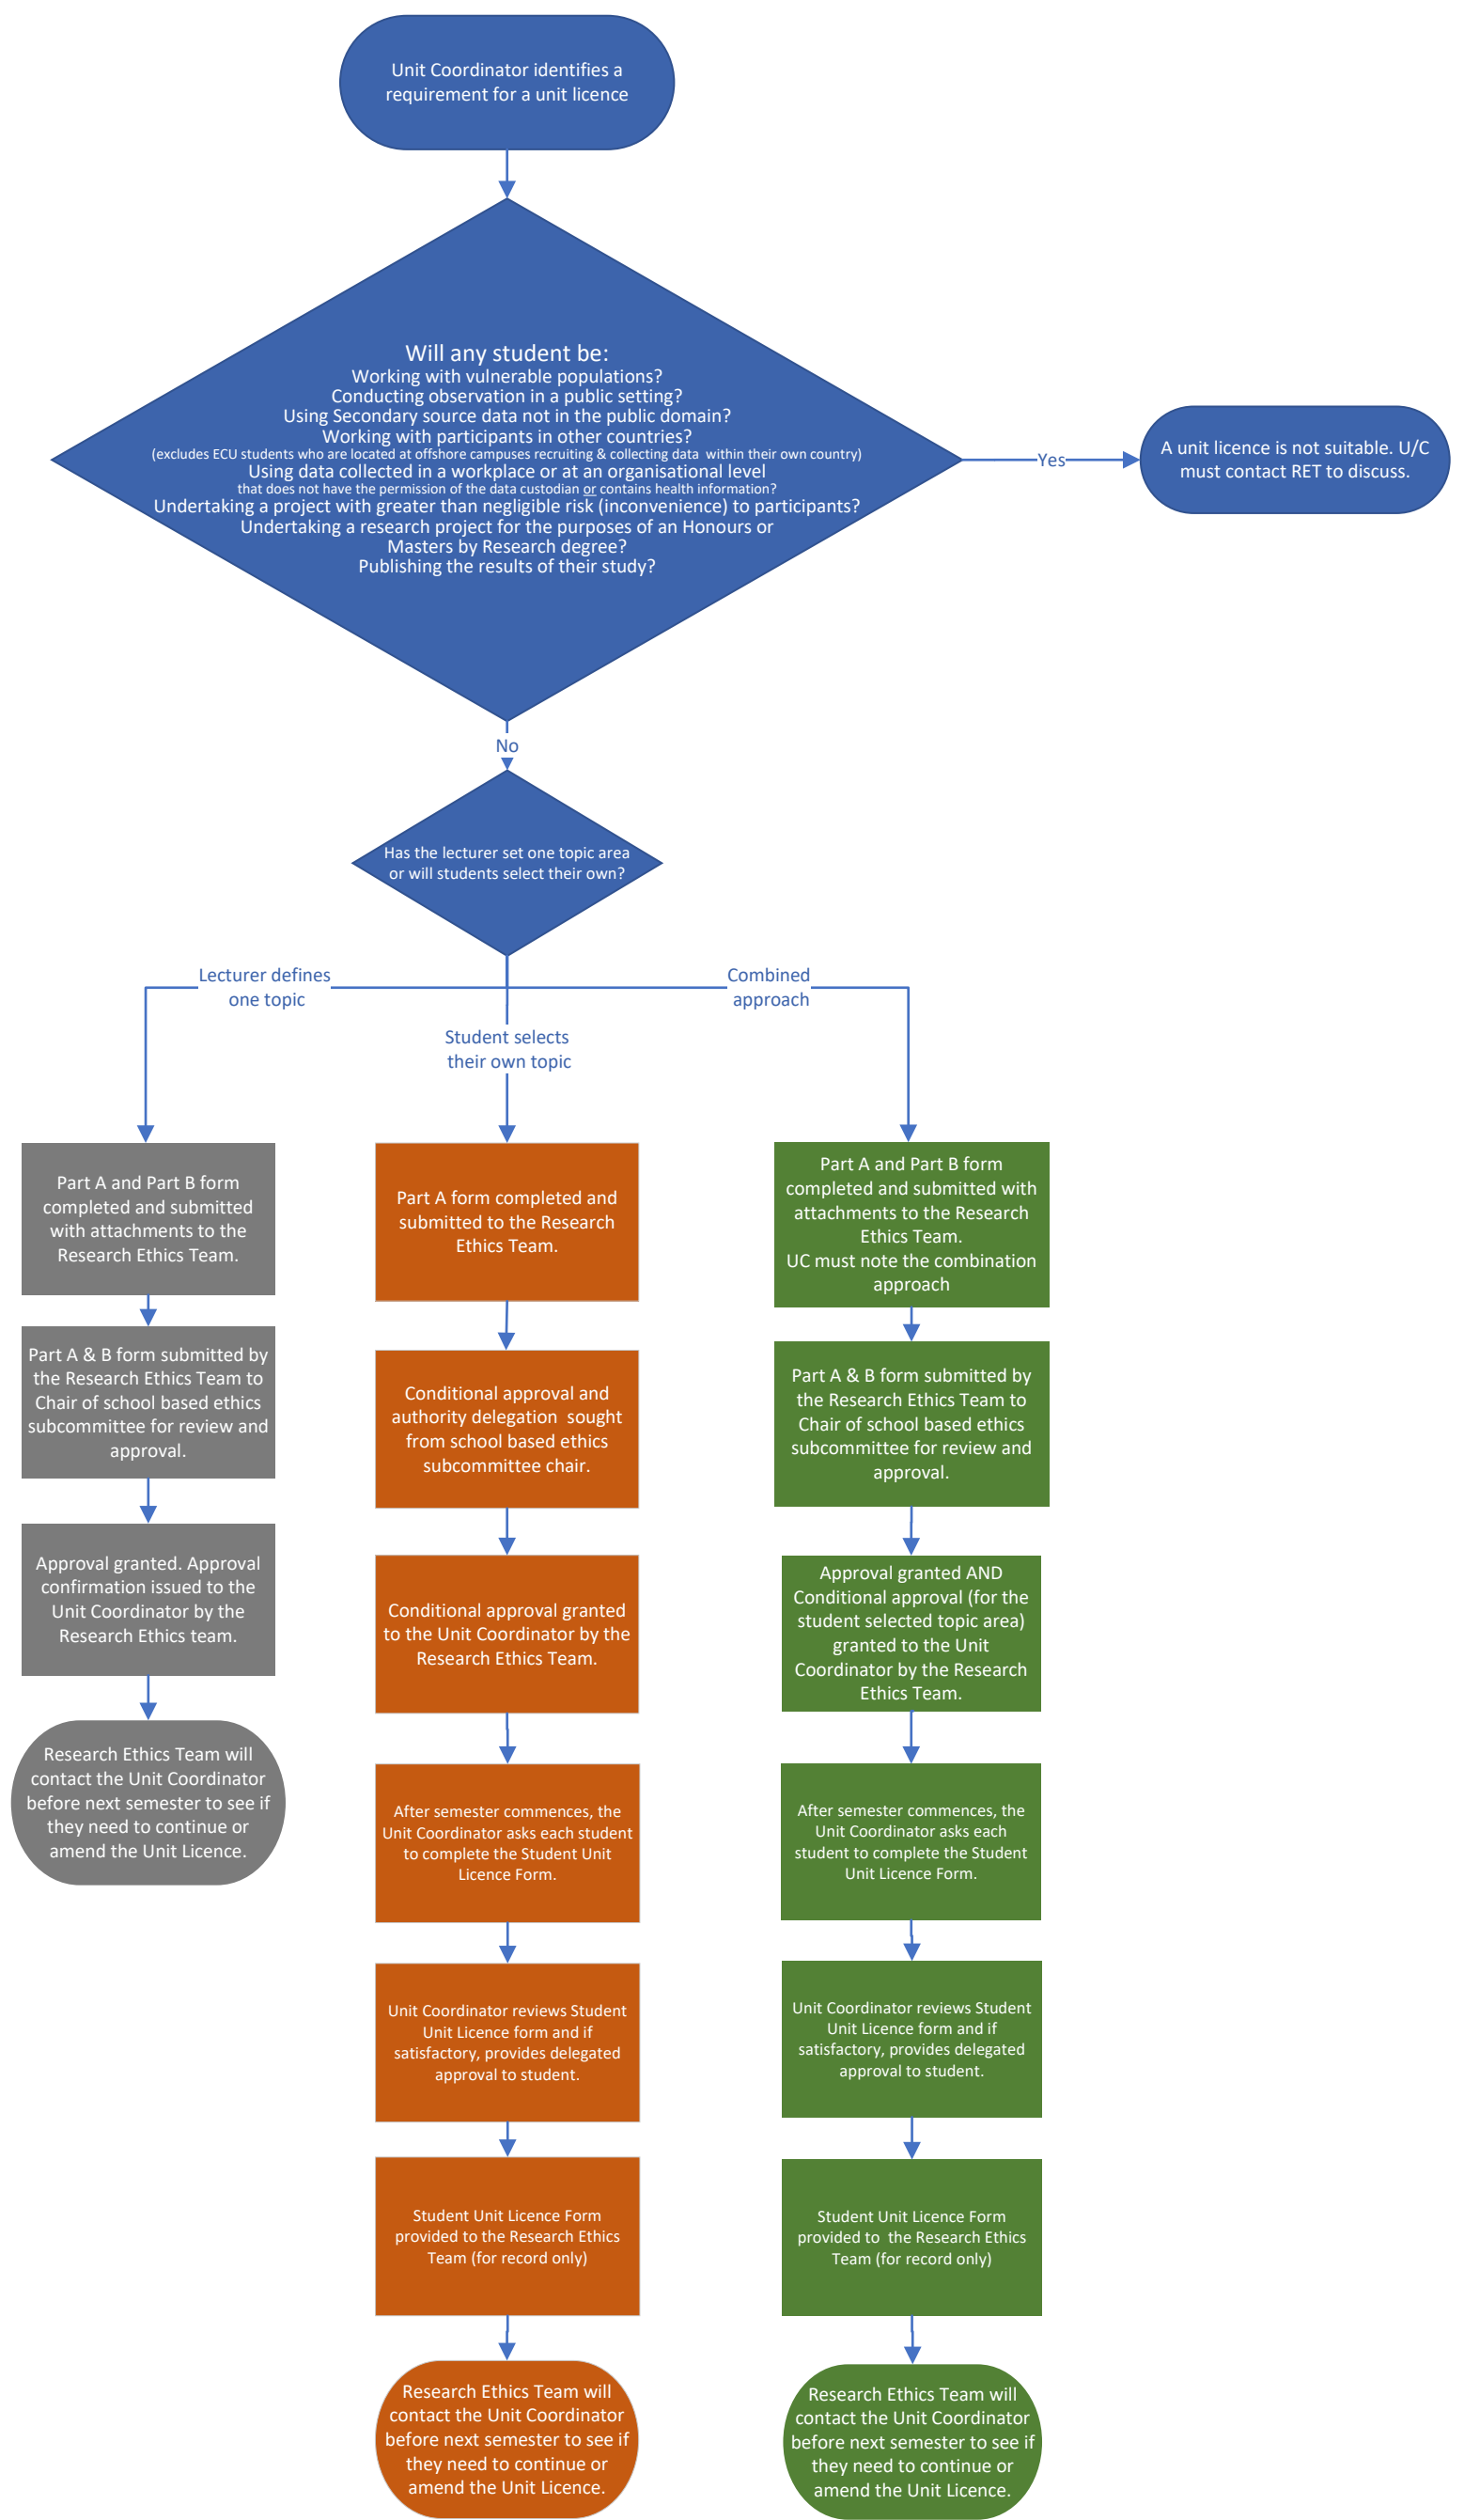 Unit Coordinator identifies a
requirement for a unit licence
Will any student be:
Working with vulnerable populations?
Conducting observation in a public setting?
Using Secondary source data not in the public domain?
Working with participants in other countries?
(excludes ECU students who are located at offshore campuses recruiting & collecting data within their own country)
Using data collected in a workplace or at an organisational level
that does not have the permission of the data custodian or contains health information?
Undertaking a project with greater than negligible risk (inconvenience) to participants?
Undertaking a research project for the purposes of an Honours or
Masters by Research degree?
Publishing the results of their study?
Yes
A unit licence is not suitable. U/C
must contact RET to discuss.
No
Has the lecturer set one topic area
or will students select their own?
Lecturer defines
one topic
Student selects
their own topic
Combined
approach
Part A and Part B form
completed and submitted
with attachments to the
Research Ethics Team.
Part A & B form submitted by
the Research Ethics Team to
Chair of school based ethics
subcommittee for review and
approval.
Approval granted. Approval
confirmation issued to the
Unit Coordinator by the
Research Ethics team.
Research Ethics Team will
contact the Unit Coordinator
before next semester to see if
they need to continue or
amend the Unit Licence.
Part A form completed and
submitted to the Research
Ethics Team.
Conditional approval and
authority delegation sought
from school based ethics
subcommittee chair.
Conditional approval granted
to the Unit Coordinator by the
Research Ethics Team.
After semester commences, the
Unit Coordinator asks each student
to complete the Student Unit
Licence Form.
Unit Coordinator reviews Student
Unit Licence form and if
satisfactory, provides delegated
approval to student.
Student Unit Licence Form
provided to the Research Ethics
Team (for record only)
Research Ethics Team will
contact the Unit Coordinator
before next semester to see if
they need to continue or
amend the Unit Licence.
Part A and Part B form
completed and submitted with
attachments to the Research
Ethics Team.
UC must note the combination
approach
Part A & B form submitted by
the Research Ethics Team to
Chair of school based ethics
subcommittee for review and
approval.
Approval granted AND
Conditional approval (for the
student selected topic area)
granted to the Unit
Coordinator by the Research
Ethics Team.
After semester commences, the
Unit Coordinator asks each
student to complete the Student
Unit Licence Form.
Unit Coordinator reviews Student
Unit Licence form and if
satisfactory, provides delegated
approval to student.
Student Unit Licence Form
provided to the Research Ethics
Team (for record only)
Research Ethics Team will
contact the Unit Coordinator
before next semester to see if
they need to continue or
amend the Unit Licence.